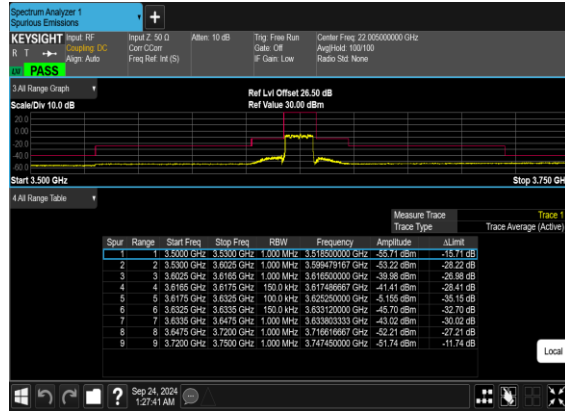 Spectrum Analyzer 1
Spurious Emissions
KEYSIGHT
R T
PASS
Input: RF
Coupling: DC
Align: Auto
Input Z: 50 Ω
Corr CCorr
Freq Ref: Int (S)
Atten: 10 dB
Trig: Free Run
Gate: Off
IF Gain: Low
Center Freq: 22.005000000 GHz
Avg|Hold: 100/100
Radio Std: None
3 All Range Graph
Scale/Div 10.0 dB
Ref Lvl Offset 26.50 dB
Ref Value 30.00 dBm
20.0
0.00
-20.0
-40.0
-60.0
Start 3.500 GHz
Stop 3.750 GH
4 All Range Table
Measure Trace Trace 1
Trace Type Trace Average (Active)
Spur Range Start Freq Stop Freq RBW Frequency Amplitude ΔLimit
1 1 3.5000 GHz 3.5300 GHz 1.000 MHz 3.518500000 GHz -55.71 dBm -15.71 dB
2 2 3.5300 GHz 3.6025 GHz 1.000 MHz 3.599479167 GHz -53.22 dBm -28.22 dB
3 3 3.6025 GHz 3.6165 GHz 1.000 MHz 3.616500000 GHz -39.98 dBm -26.98 dB
4 4 3.6165 GHz 3.6175 GHz 150.0 kHz 3.617486667 GHz -41.41 dBm -28.41 dB
5 5 3.6175 GHz 3.6325 GHz 100.0 kHz 3.625250000 GHz -5.155 dBm -35.15 dB
6 6 3.6325 GHz 3.6335 GHz 150.0 kHz 3.633120000 GHz -45.70 dBm -32.70 dB
7 7 3.6335 GHz 3.6475 GHz 1.000 MHz 3.633803333 GHz -43.02 dBm -30.02 dB
8 8 3.6475 GHz 3.7200 GHz 1.000 MHz 3.716616667 GHz -52.21 dBm -27.21 dB
9 9 3.7200 GHz 3.7500 GHz 1.000 MHz 3.747450000 GHz -51.74 dBm -11.74 dB
Local
Sep 24, 2024
1:27:41 AM